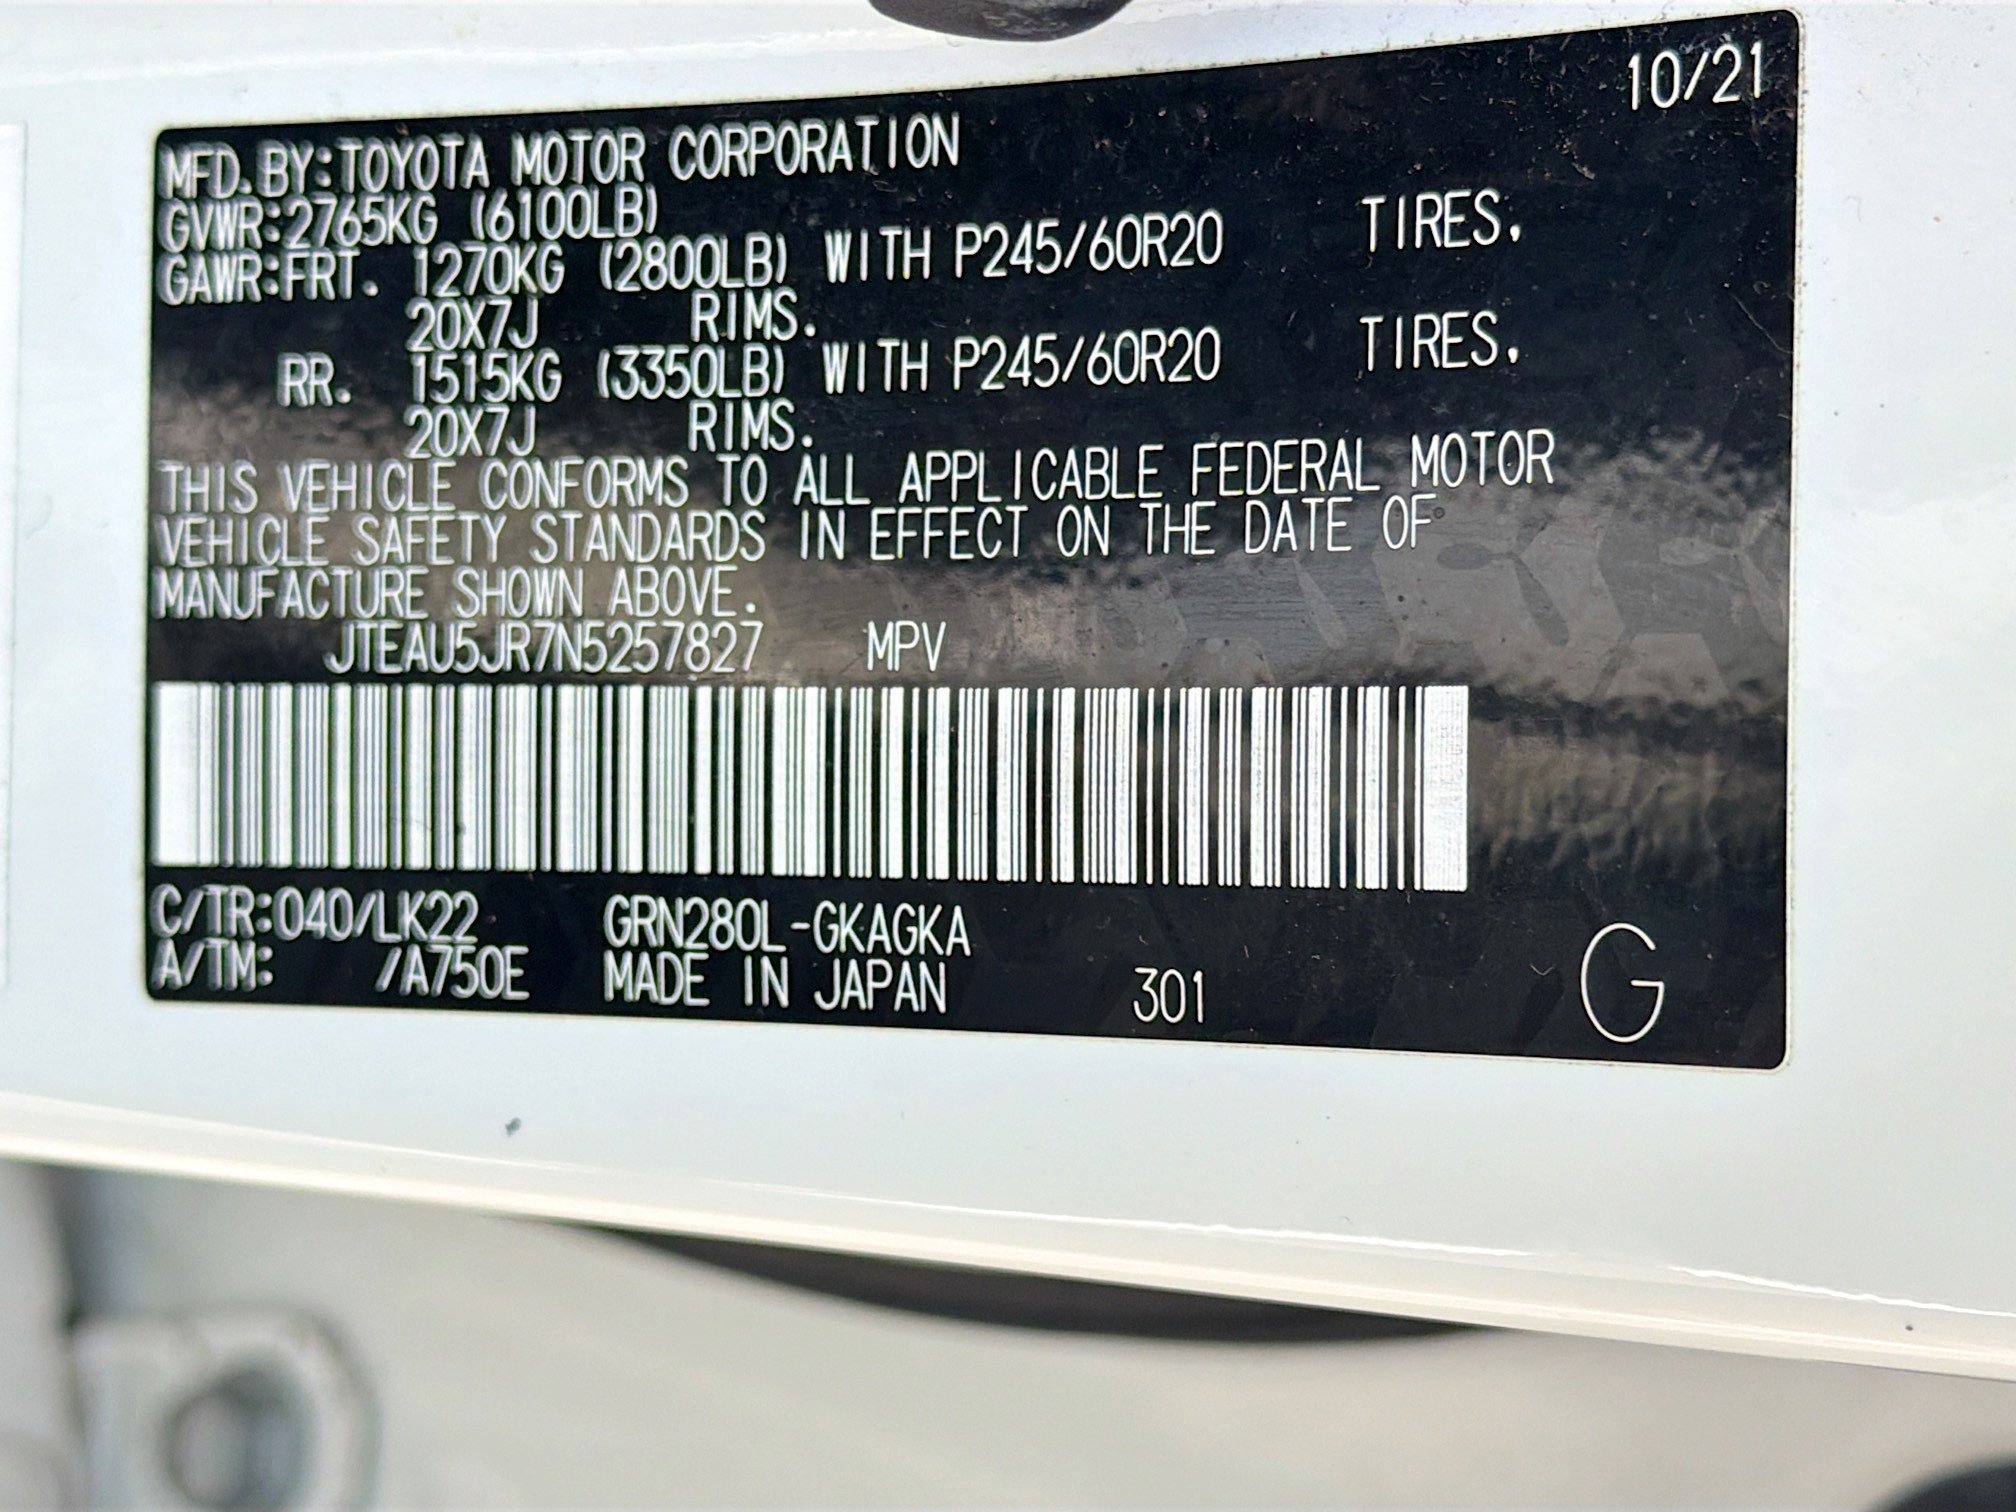 10/21
MFD.BY:TOYOTA MOTOR CORPORATION
GVWR:2765KG (6100LB)
GAWR:FRT. 1270KG (2800LB) WITH P245/60R20 TIRES.
20X7J RIMS.
RR. 1515KG (3350LB) WITH P245/60R20 TIRES.
20X7J RIMS.
THIS VEHICLE CONFORMS TO ALL APPLICABLE FEDERAL MOTOR
VEHICLE SAFETY STANDARDS IN EFFECT ON THE DATE OF
MANUFACTURE SHOWN ABOVE.
JTEAU5JR7N5257827 MPV
C/TR:040/LK22 GRN280L-GKAGKA
A/TM: /A750E MADE IN JAPAN 301 G